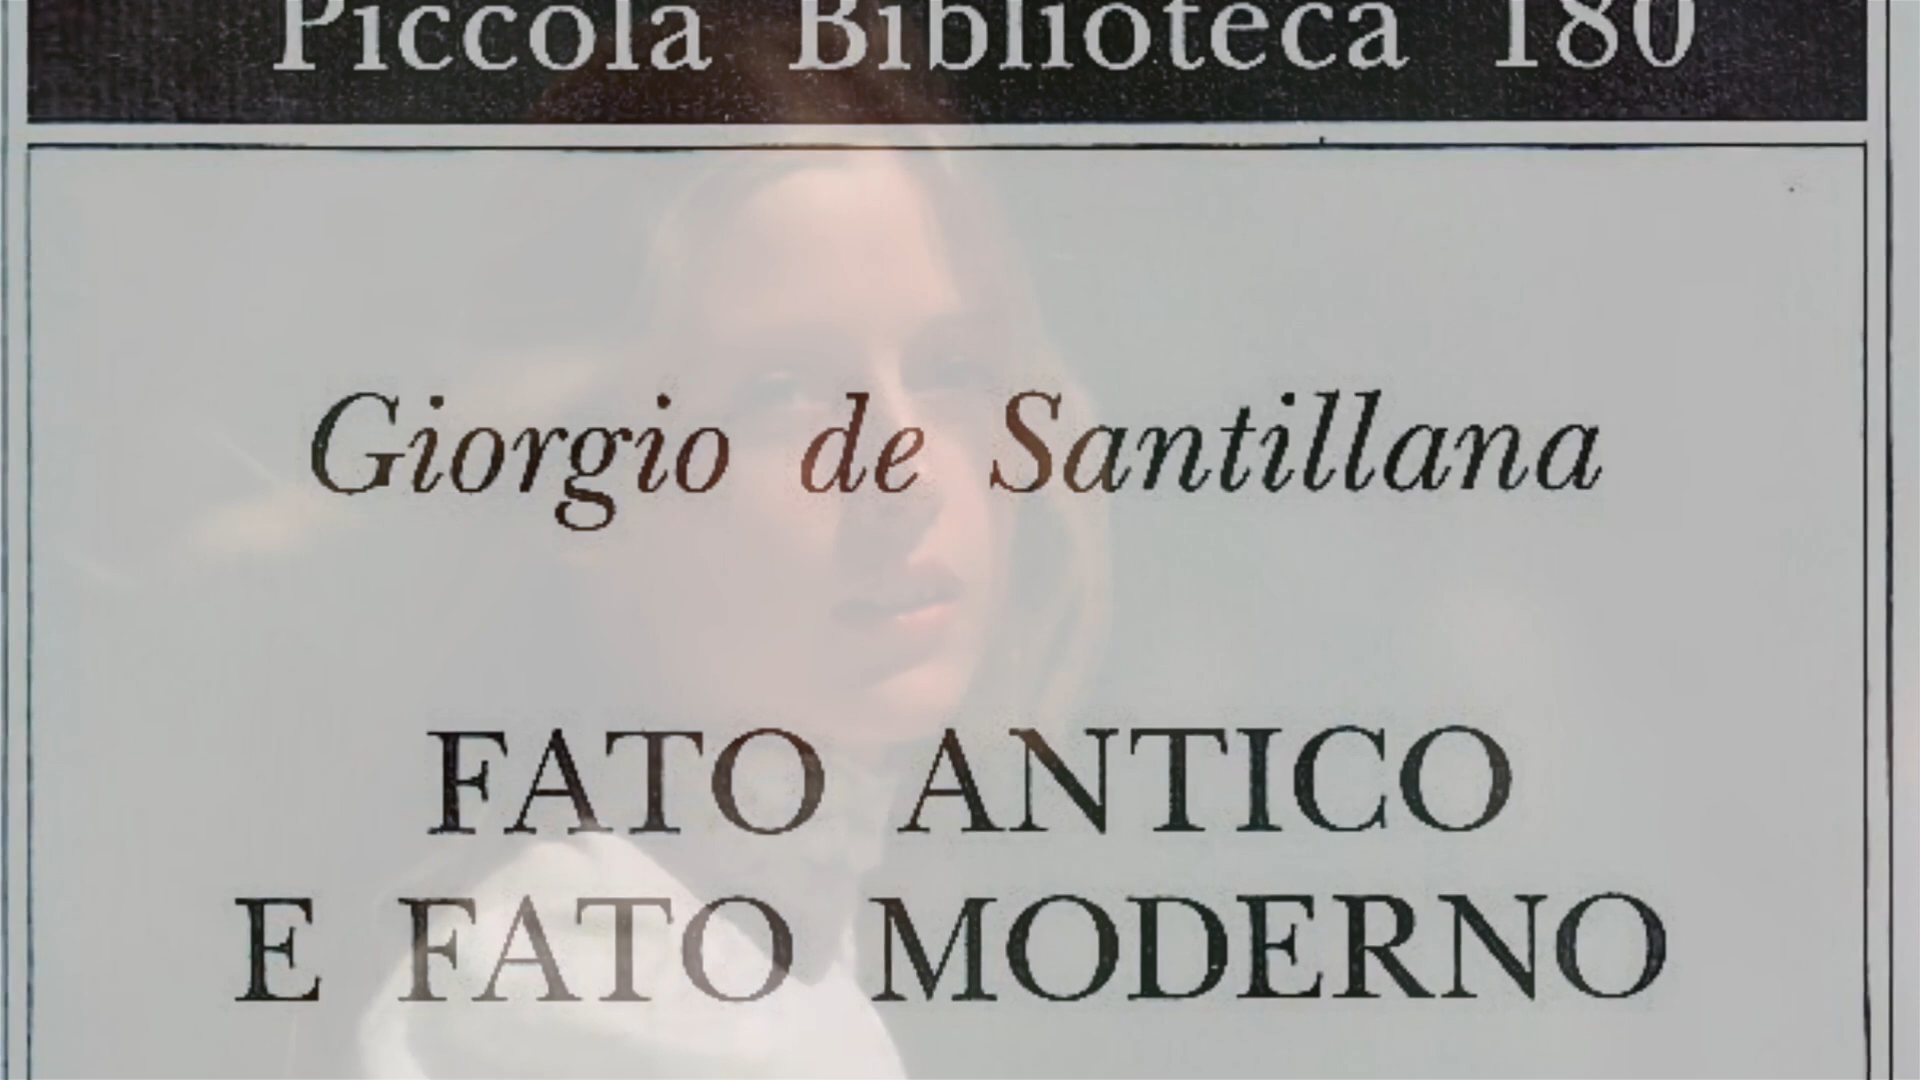 Piccola Biblioteca 180
Giorgio de Santillana
FATO ANTICO
E FATO MODERNO